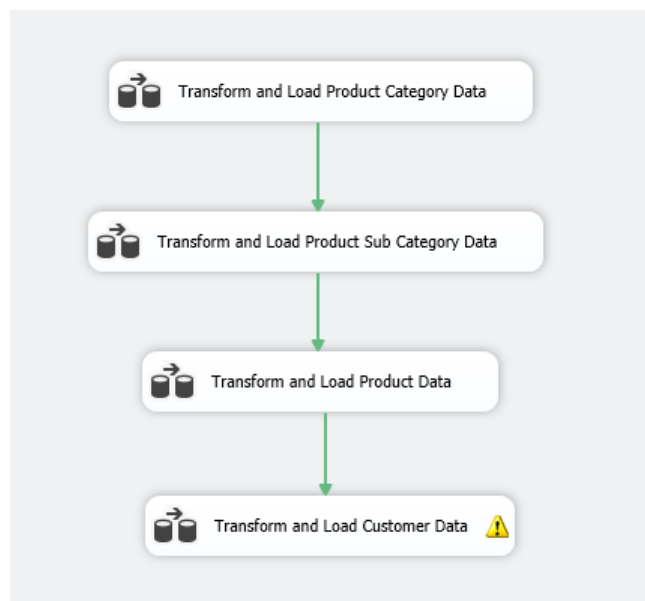 Transform and Load Product Category Data
Transform and Load Product Sub Category Data
Transform and Load Product Data
Transform and Load Customer Data